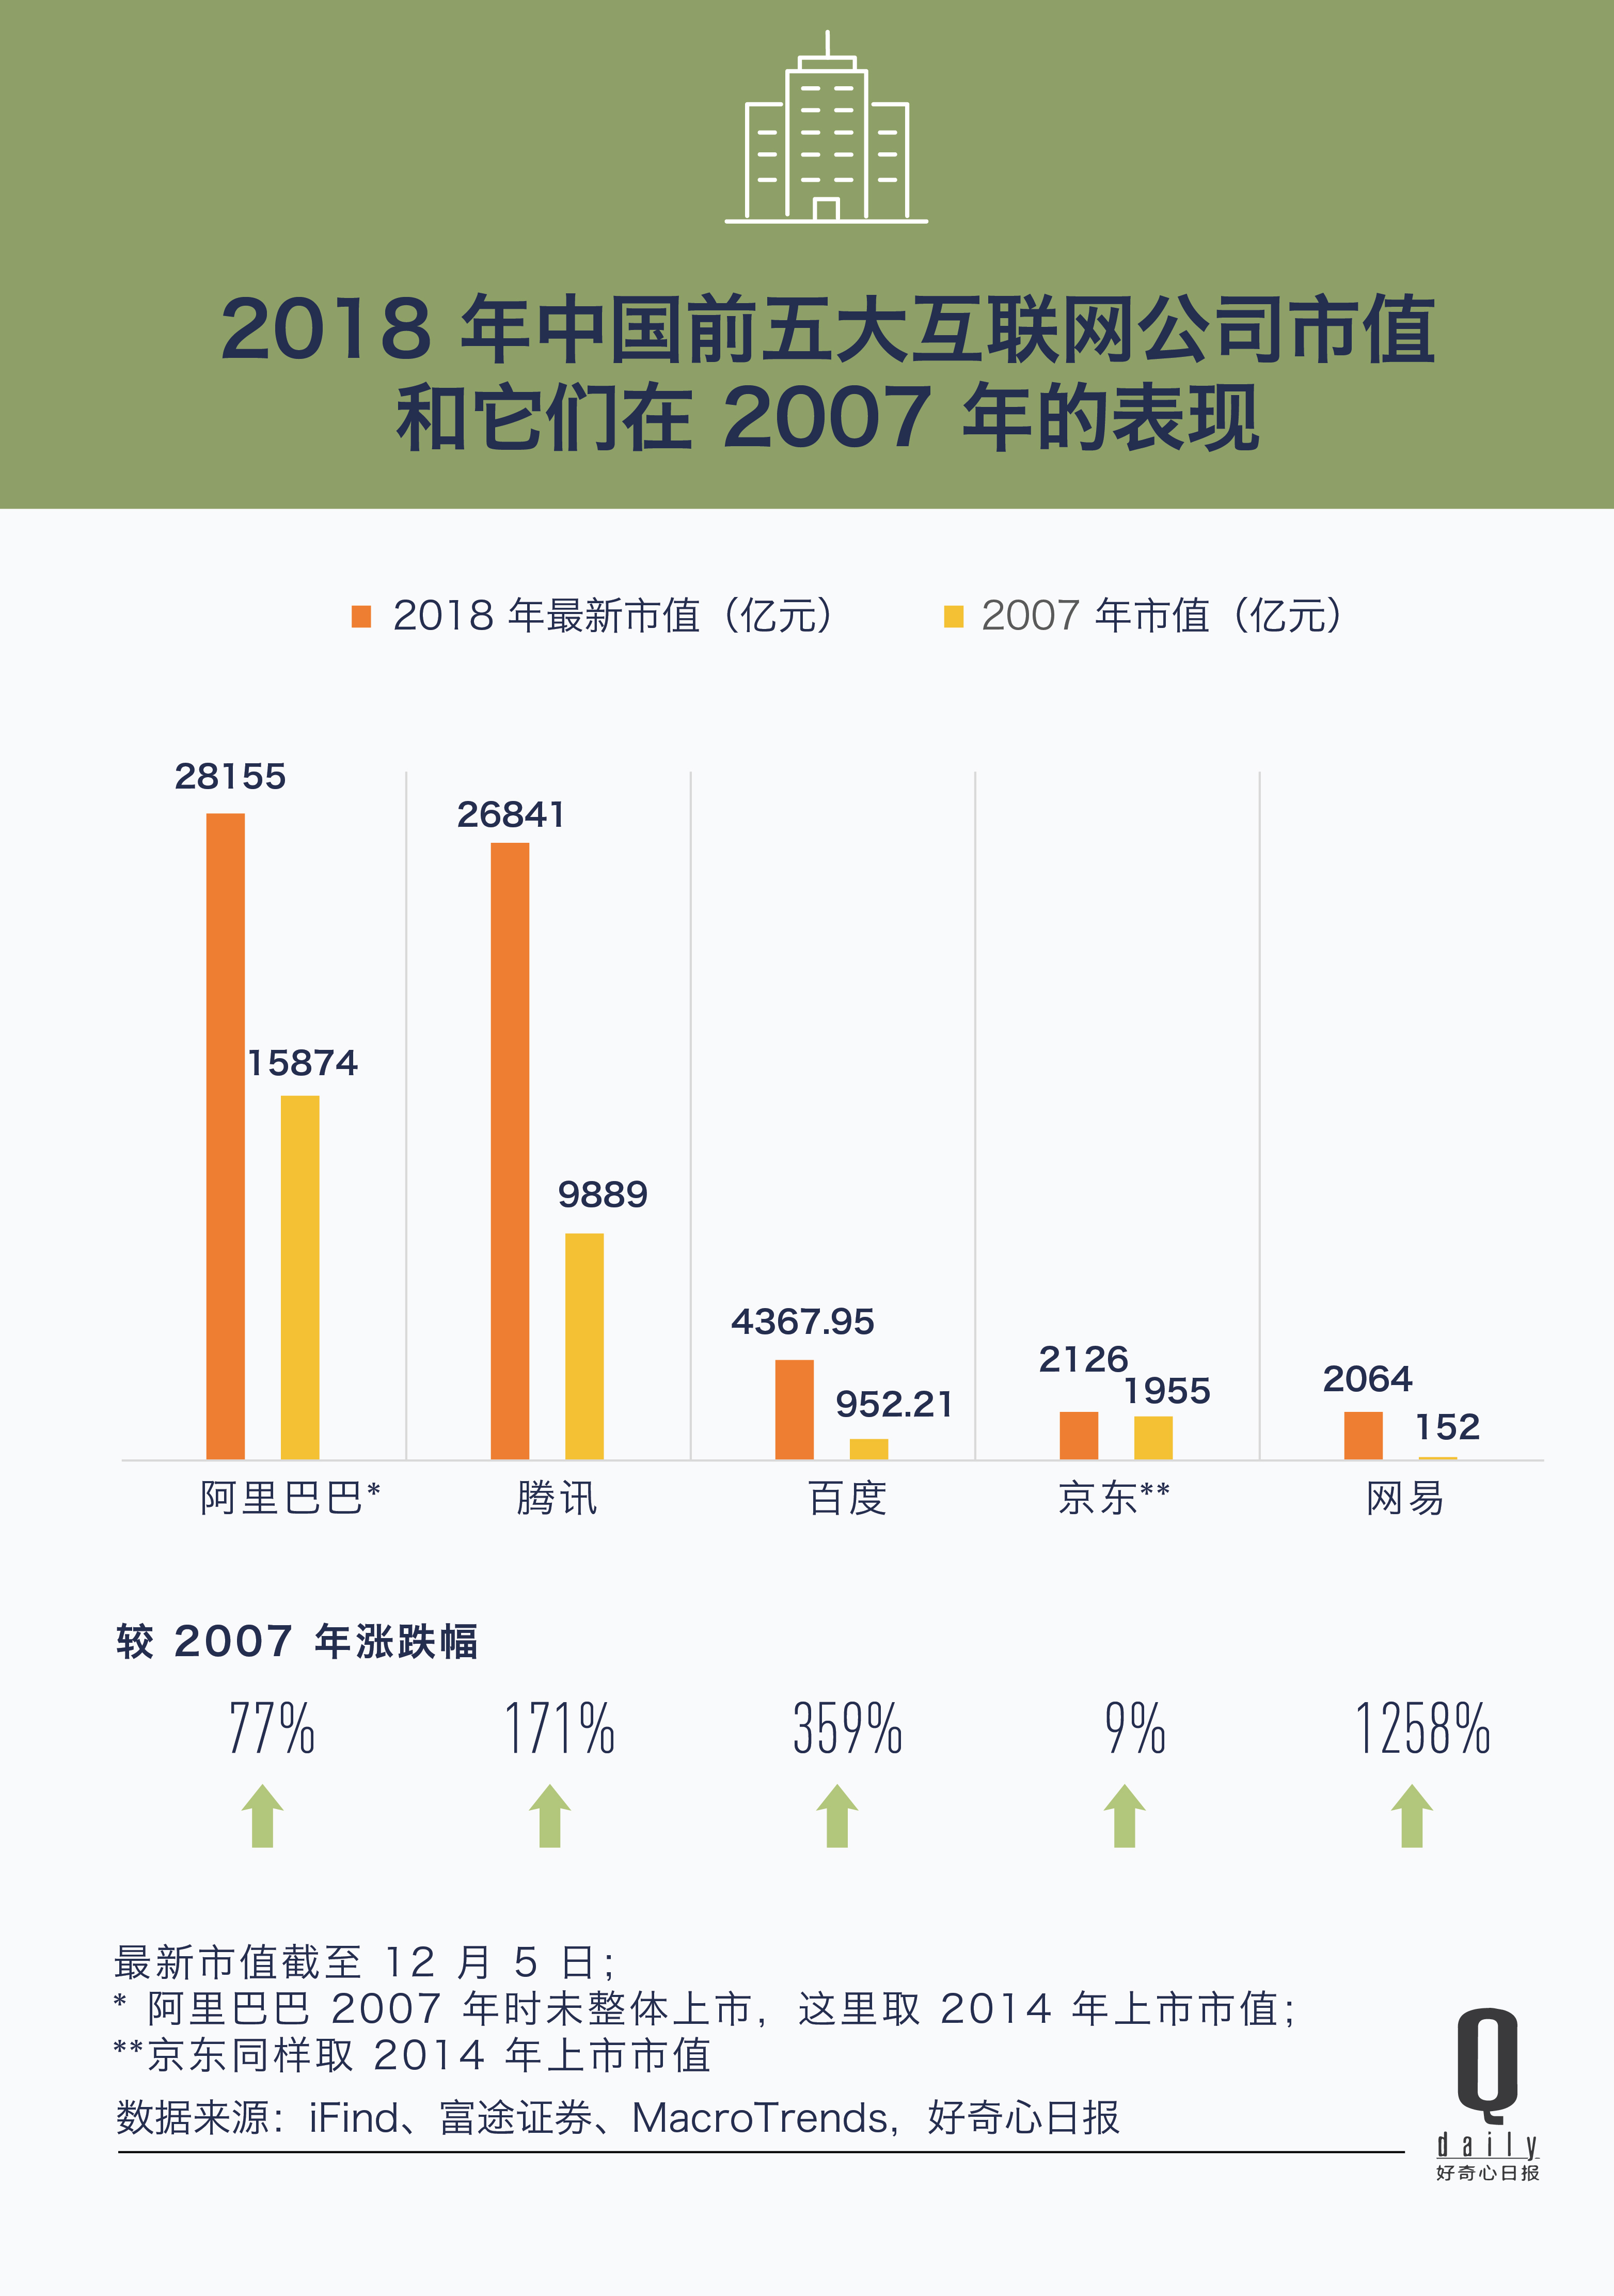 2018 年中国前五大互联网公司市值
和它们在 2007 年的表现
2018 年最新市值（亿元）
2007 年市值（亿元）
28155
15874
26841
9889
4367.95
952.21
2126
1955
2064
152
阿里巴巴*
腾讯
百度
京东**
网易
较 2007 年涨跌幅
77%
171%
359%
9%
1258%
最新市值截至 12 月 5 日；
* 阿里巴巴 2007 年时未整体上市，这里取 2014 年上市市值；
**京东同样取 2014 年上市市值
数据来源：iFind、富途证券、MacroTrends，好奇心日报
Q
daily
好奇心日报